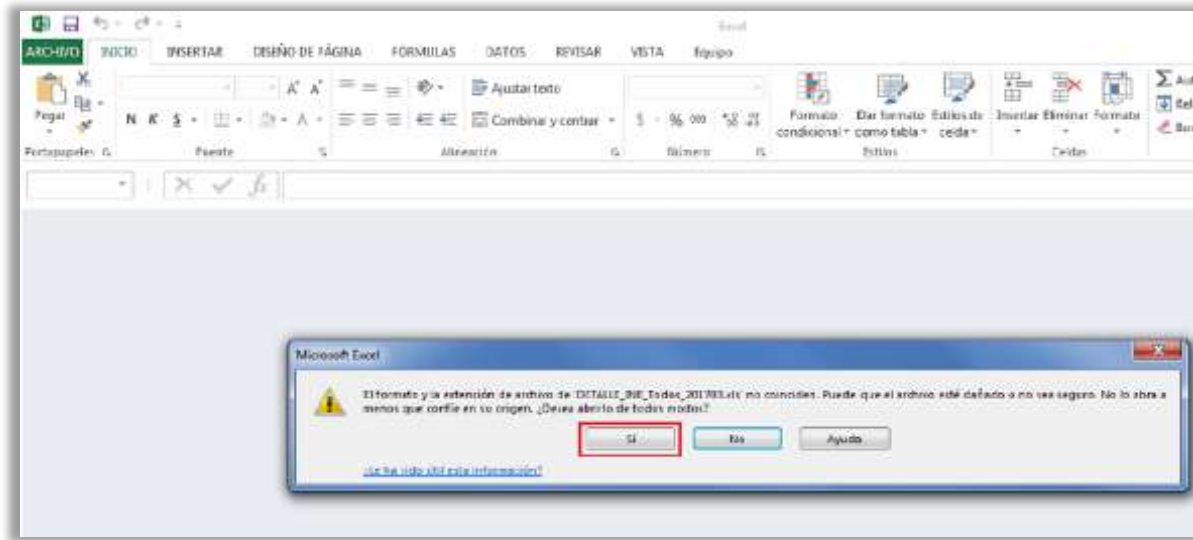 Excel
ARCHIVO INICIO INSERTAR DISEÑO DE PÁGINA FORMULAS DATOS REVISAR VISTA Equipo
Pegar
N K S
A A
Ajustar texto
Combinar y centrar
$ % 000
Formato condicional
Dar formato como tabla
Estilos de celda
Insertar Eliminar Formato
Portapapeles Fuente Alineación Número Estilos Celdas
fx
Microsoft Excel
El formato y la extensión de archivo de 'DETALLE_INE_Todos_201703.xls' no coinciden. Puede que el archivo esté dañado o no sea seguro. No lo abra a
menos que confíe en su origen. ¿Desea abrirlo de todos modos?
Sí No Ayuda
¿Le ha sido útil esta información?